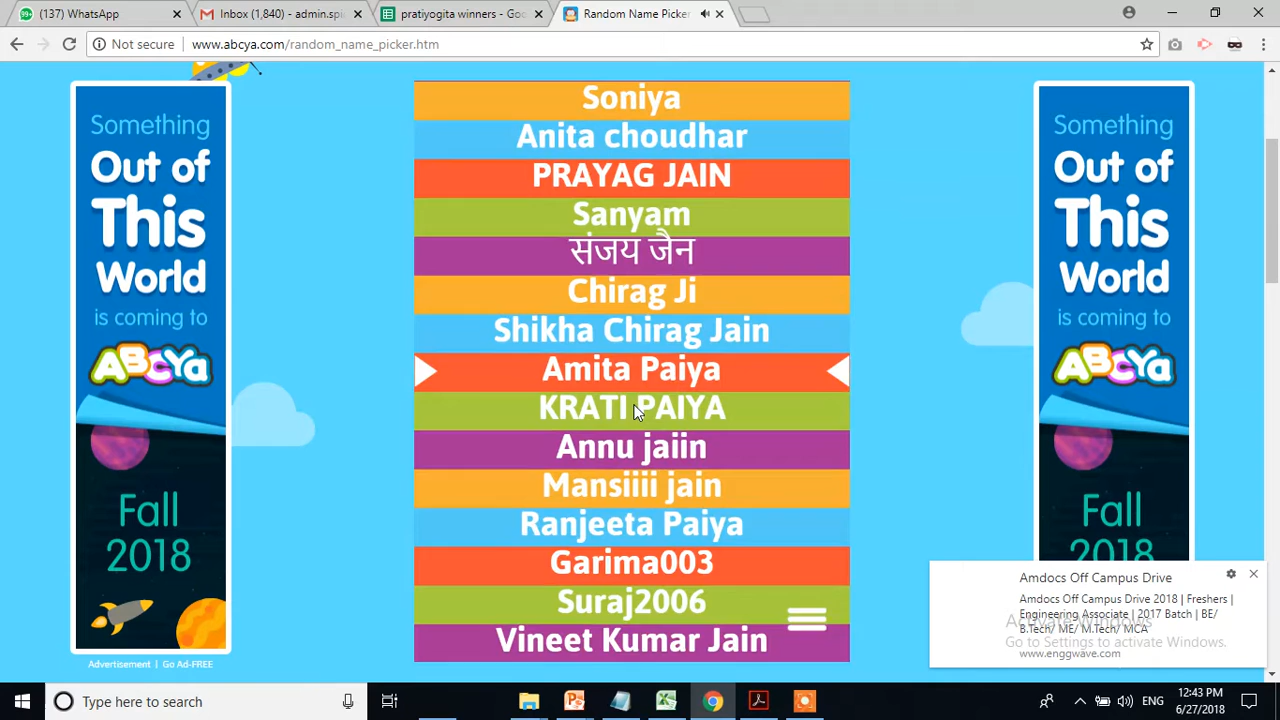 (137) WhatsApp
Inbox (1,840) - admin.spi
pratiyogita winners - Goo
Random Name Picker
Not secure
www.abcya.com/random_name_picker.htm
Something
Out of
This
World
is coming to
ABCYa
Fall
2018
Advertisement | Go Ad-FREE
Soniya
Anita choudhar
PRAYAG JAIN
Sanyam
संजय जैन
Chirag Ji
Shikha Chirag Jain
Amita Paiya
KRATI PAIYA
Annu jaiin
Mansiiii jain
Ranjeeta Paiya
Garima003
Suraj2006
Vineet Kumar Jain
Something
Out of
This
World
is coming to
ABCYa
Fall
2018
Amdocs Off Campus Drive
Amdocs Off Campus Drive 2018 | Freshers |
Engineering Associate | 2017 Batch | BE/
B.Tech/ ME/ M.Tech/ MCA
www.enggwave.com
Activate Windows
Go to Settings to activate Windows.
Type here to search
ENG
12:43 PM
6/27/2018